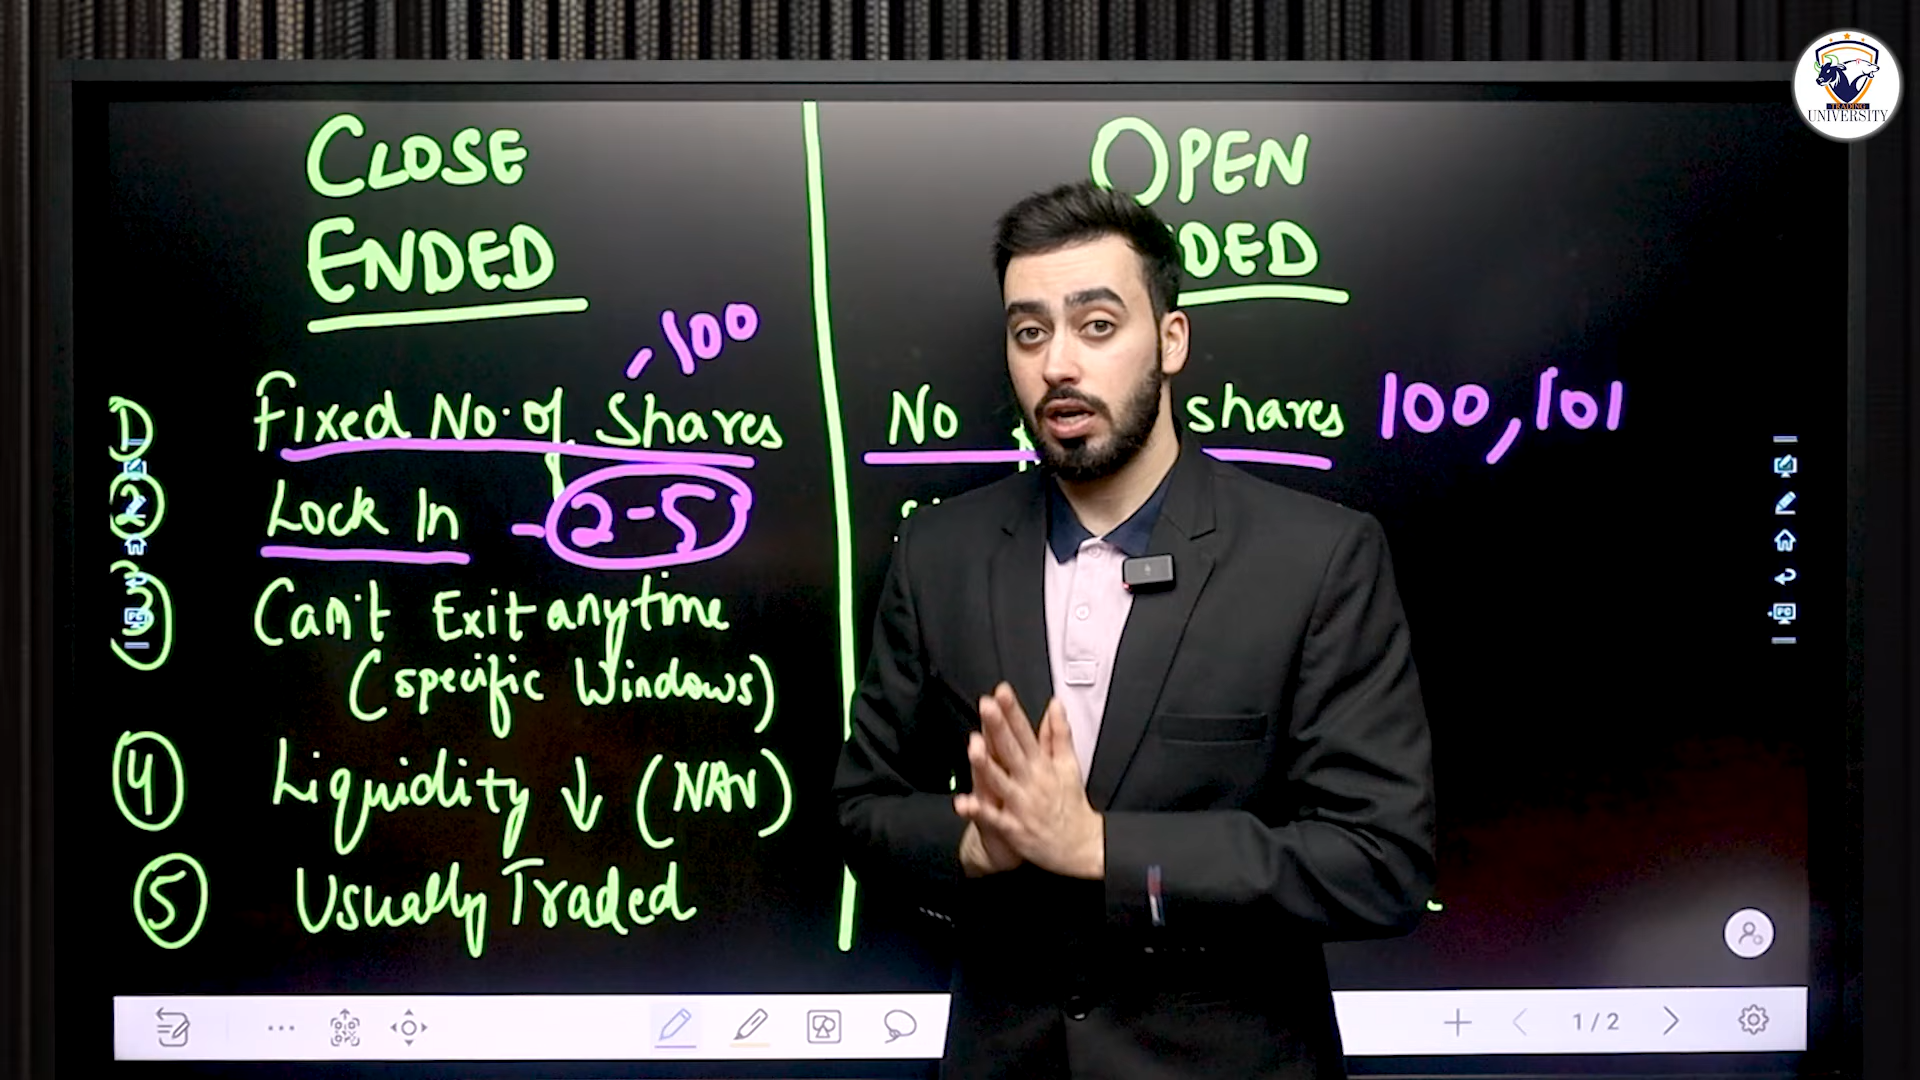 TRADING
UNIVERSITY
CLOSE
ENDED
OPEN
DED
-100
① Fixed No. of Shares
No
shares 100, 101
② Lock In - 2-5
③ Can't Exit anytime
(specific Windows)
④ Liquidity ↓ (NAV)
⑤ Usually Traded
1/2